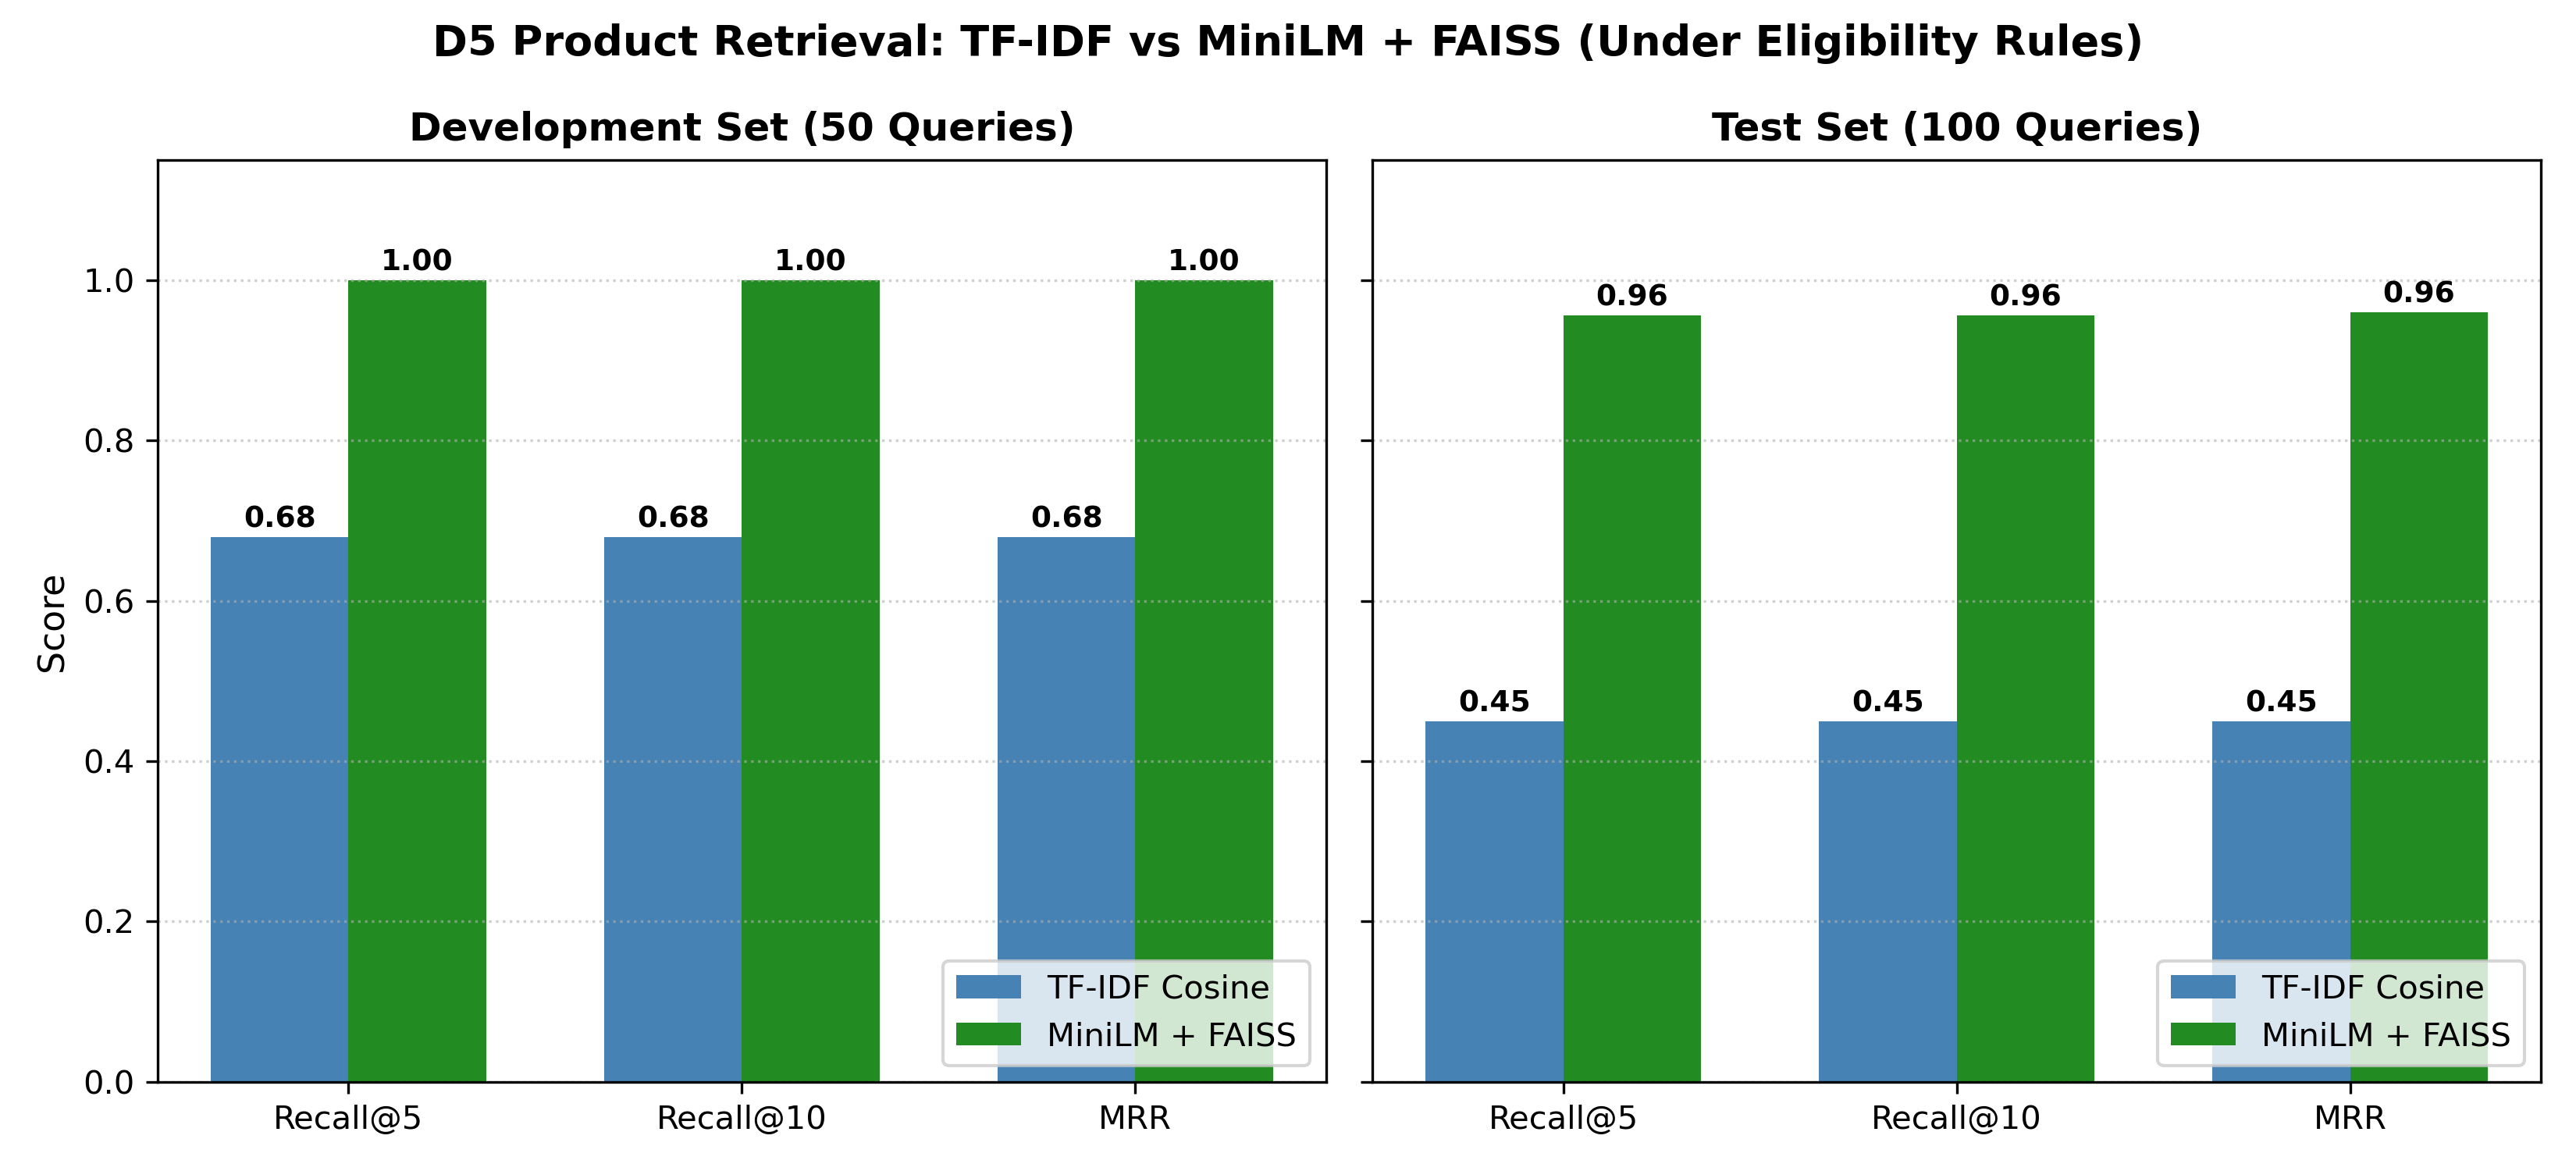 D5 Product Retrieval: TF-IDF vs MiniLM + FAISS (Under Eligibility Rules)
Development Set (50 Queries)
Score
1.0
0.8
0.6
0.4
0.2
0.0
0.68
1.00
0.68
1.00
0.68
1.00
TF-IDF Cosine
MiniLM + FAISS
Recall@5
Recall@10
MRR
Test Set (100 Queries)
0.45
0.96
0.45
0.96
0.45
0.96
TF-IDF Cosine
MiniLM + FAISS
Recall@5
Recall@10
MRR